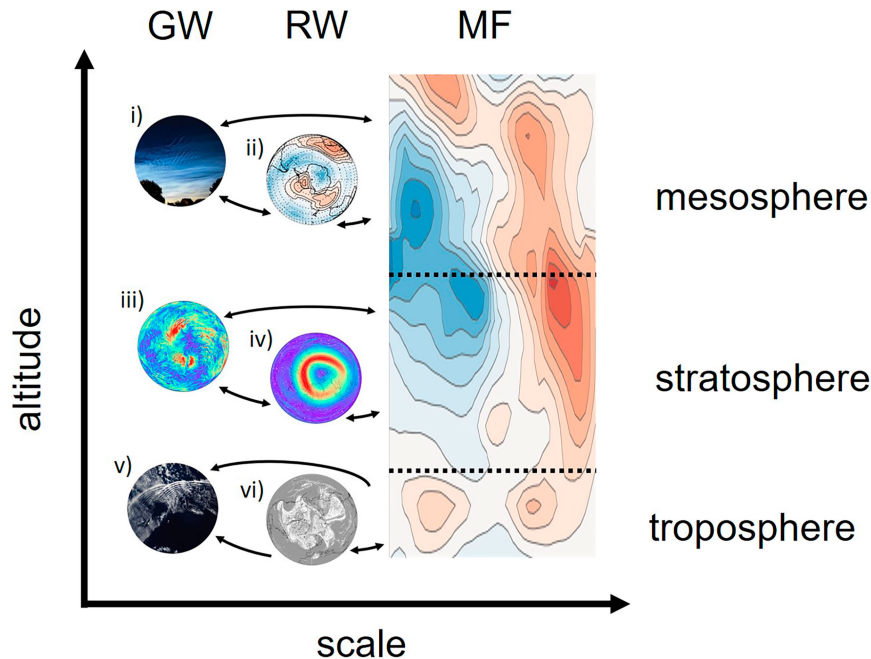 GW RW MF
i)
ii)
mesosphere
iii)
iv)
stratosphere
v)
vi)
troposphere
altitude
scale